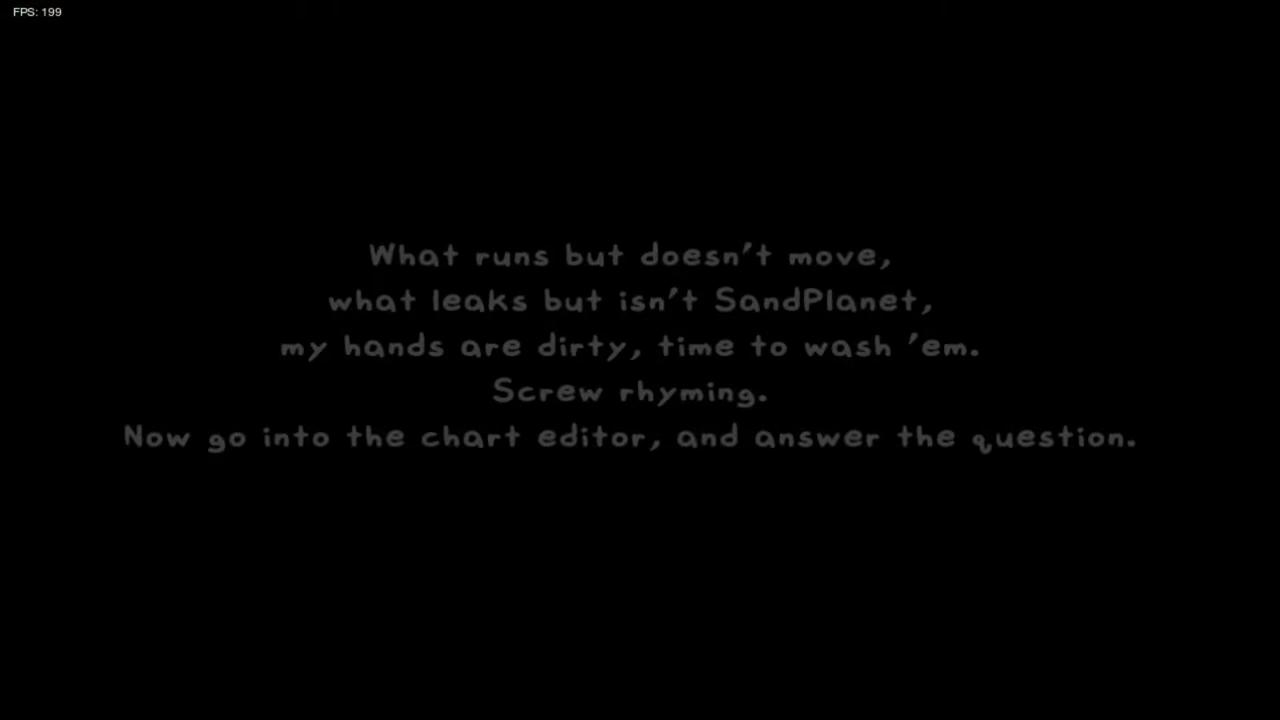 FPS: 199
What runs but doesn't move,
what leaks but isn't SandPlanet,
my hands are dirty, time to wash 'em.
Screw rhyming.
Now go into the chart editor, and answer the question.